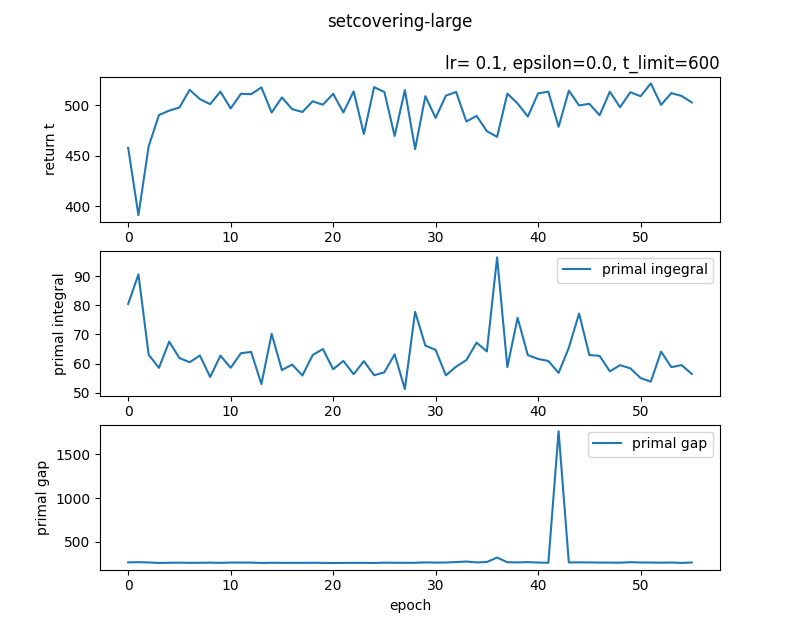 setcovering-large
lr= 0.1, epsilon=0.0, t_limit=600
return t
500
450
400
0 10 20 30 40 50
primal integral
90
80
70
60
50
primal ingegral
0 10 20 30 40 50
primal gap
1500
1000
500
primal gap
0 10 20 30 40 50
epoch